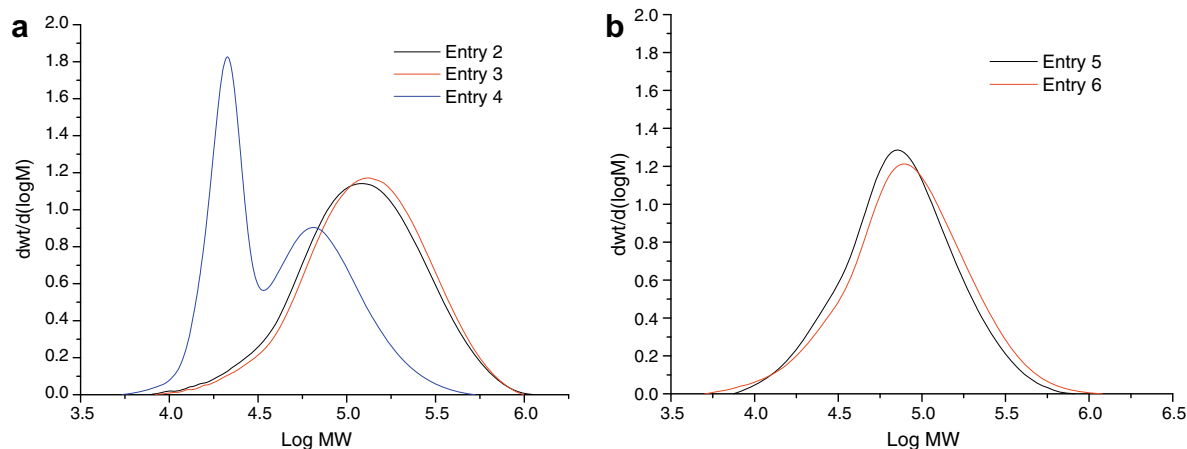 a
2.0
1.8
1.6
1.4
1.2
1.0
0.8
0.6
0.4
0.2
0.0
3.5 4.0 4.5 5.0 5.5 6.0
dwt/d(logM)
Log MW
Entry 2
Entry 3
Entry 4
b
2.0
1.8
1.6
1.4
1.2
1.0
0.8
0.6
0.4
0.2
0.0
3.5 4.0 4.5 5.0 5.5 6.0 6.5
dwt/d(logM)
Log MW
Entry 5
Entry 6